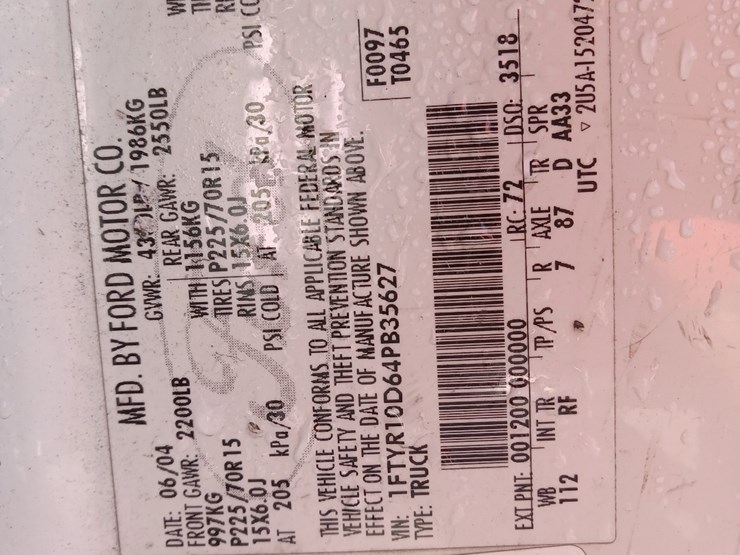 MFD. BY FORD MOTOR CO.
DATE: 06/04 GVWR: 1986KG
FRONT GAWR: 2200LB REAR GAWR: 2550LB
997KG WITH 1156KG
P225/70R15 TIRES P225/70R15
15X6.0J RIMS 15X6.0J
AT 205 kPa/30 PSI COLD AT 205 kPa/30 PSI CO
THIS VEHICLE CONFORMS TO ALL APPLICABLE FEDERAL MOTOR
VEHICLE SAFETY AND THEFT PREVENTION STANDARDS IN
EFFECT ON THE DATE OF MANUFACTURE SHOWN ABOVE.
VIN: 1FTYR10D64PB35627 F0097
TYPE: TRUCK T0465
EXT PNT: 001200 000000 RC: 72 DSO: 3518
WB INT TR TP/PS R AXLE TR SPR
112 RF 7 87 D AA33
UTC ▽ 2U5A-152047